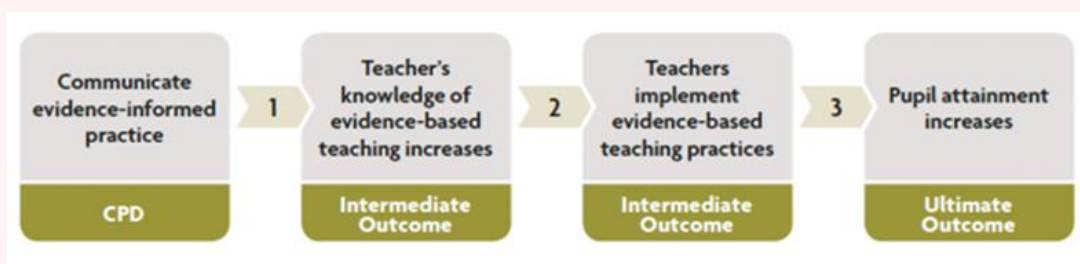 Communicate
evidence-informed
practice
CPD
1
Teacher's
knowledge of
evidence-based
teaching increases
Intermediate
Outcome
2
Teachers
implement
evidence-based
teaching practices
Intermediate
Outcome
3
Pupil attainment
increases
Ultimate
Outcome